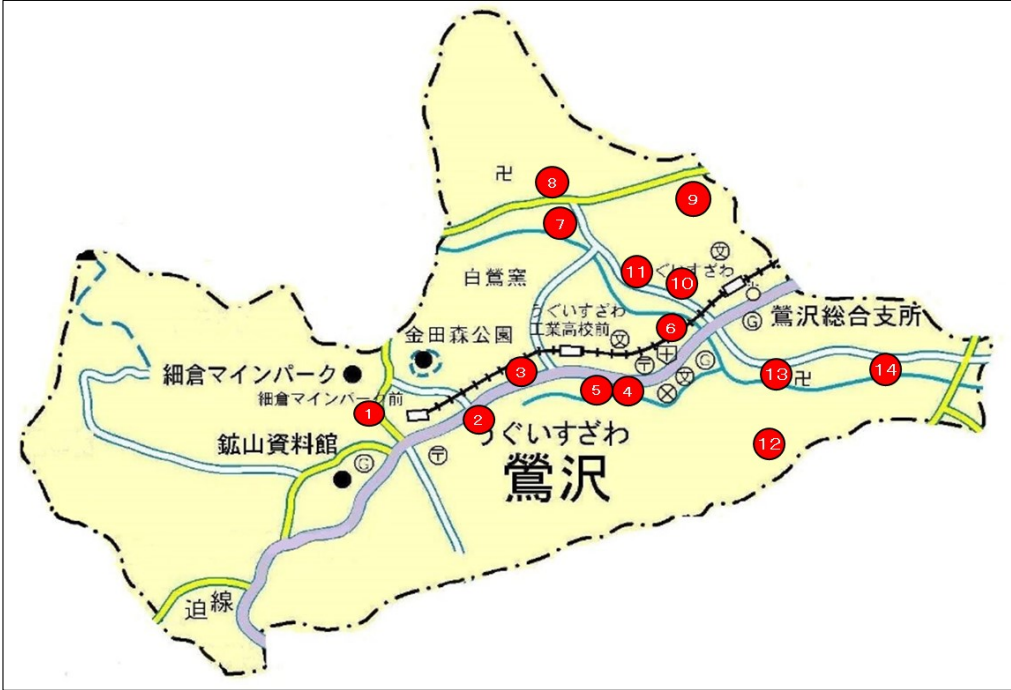 卍
8
9
7
文
白鶯窯
11
ぐいすざわ
10
うぐいすざわ
工業高校前
文
6
〒
G
鶯沢総合支所
金田森公園
細倉マインパーク
3
5
4
文
G
13
卍
14
細倉マインパーク前
1
2
鉱山資料館
G
〒
うぐいすざわ
鶯沢
12
迫線